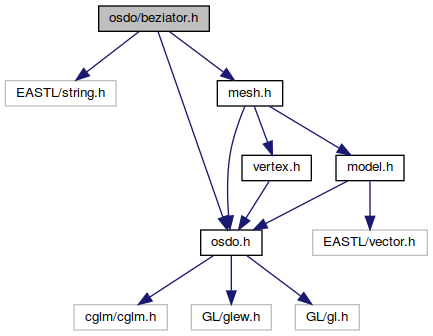 osdo/beziator.h
EASTL/string.h
mesh.h
vertex.h
model.h
osdo.h
EASTL/vector.h
cglm/cglm.h
GL/glew.h
GL/gl.h